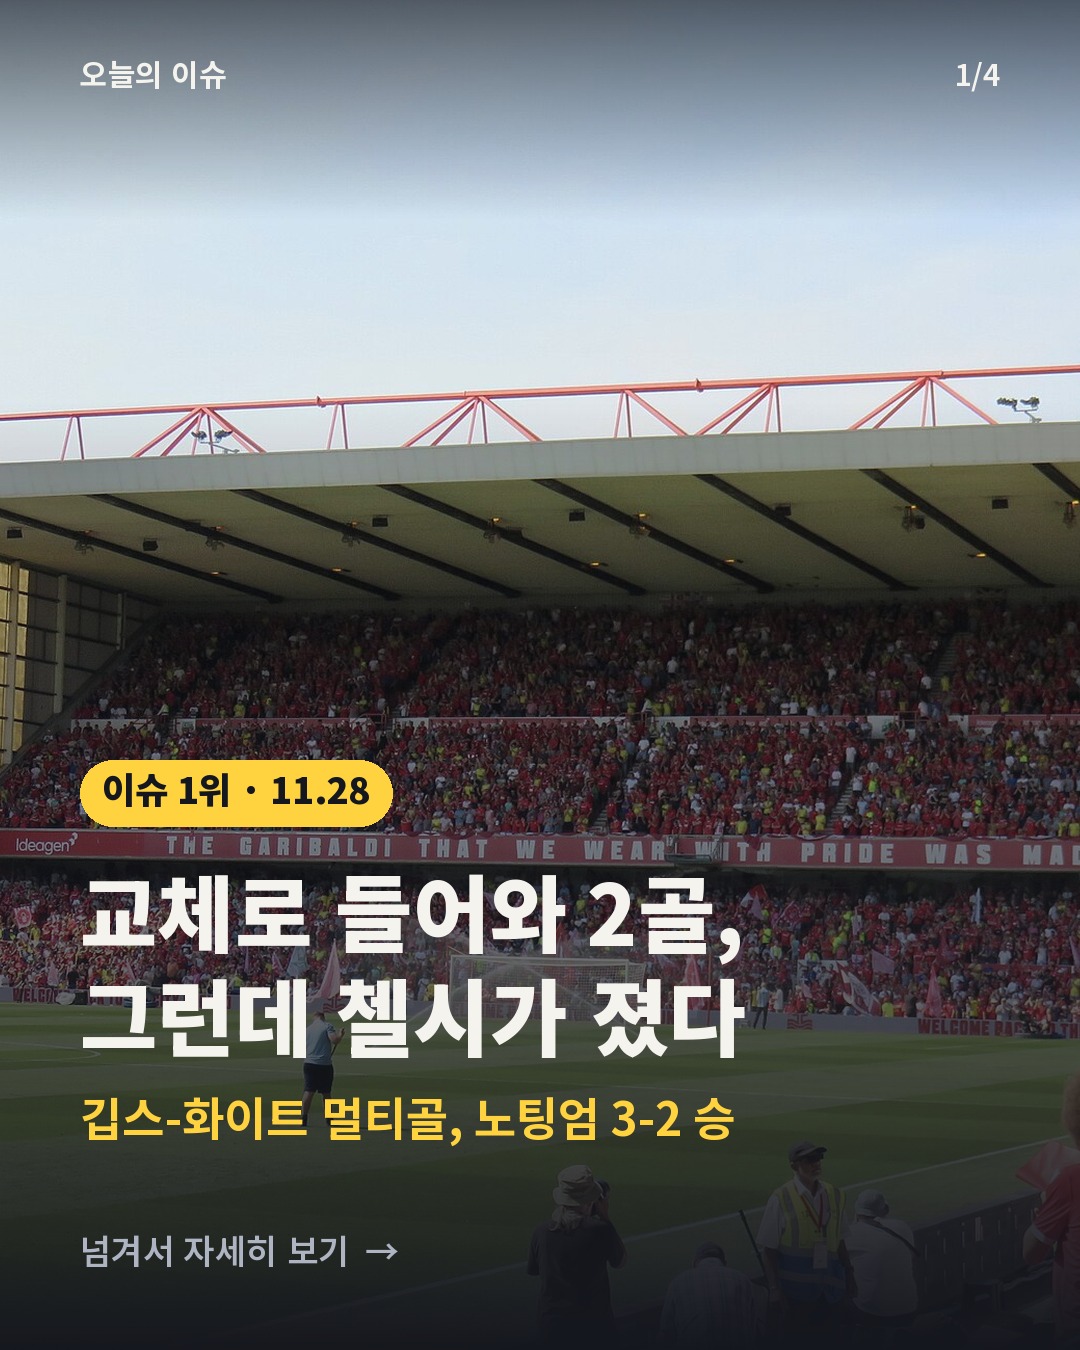 오늘의 이슈
1/4
이슈 1위 · 11.28
Ideagen
THE GARIBALDI THAT WE WEAR WITH PRIDE WAS MAD
교체로 들어와 2골,
그런데 첼시가 졌다
WELCOME
깁스-화이트 멀티골, 노팅엄 3-2 승
넘겨서 자세히 보기 →